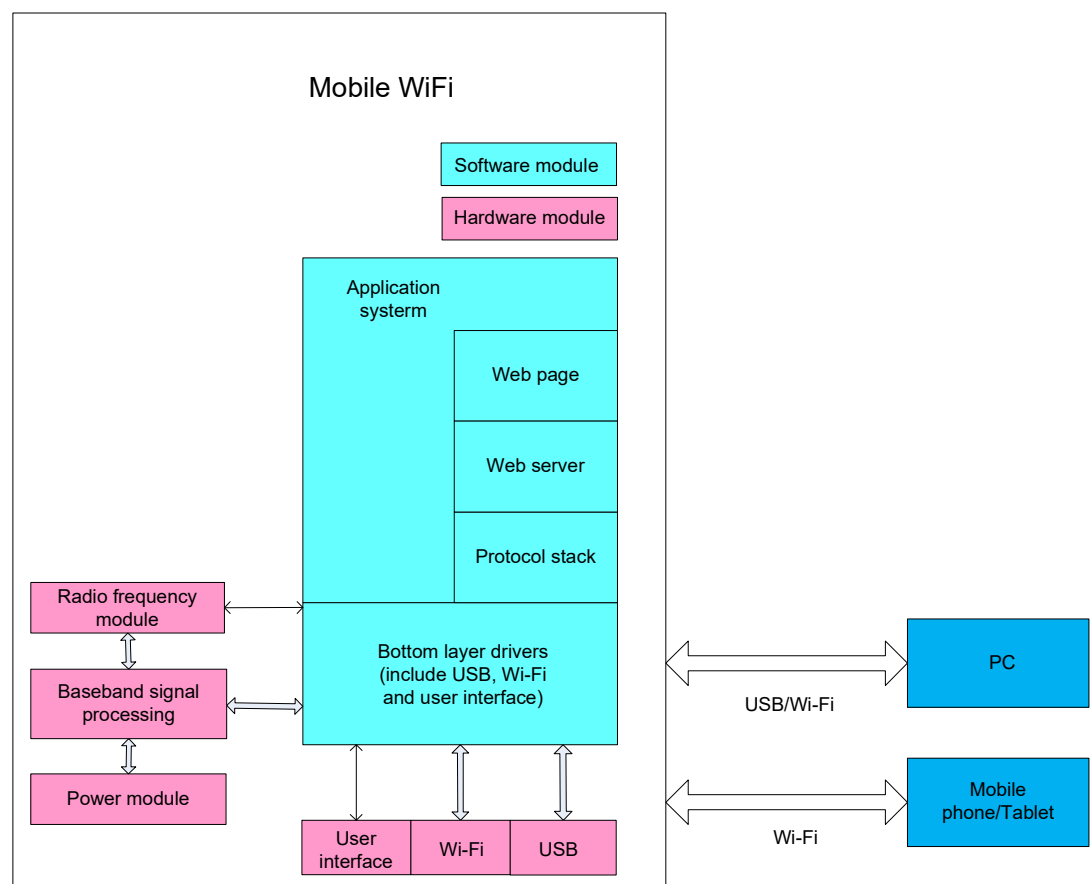 Mobile WiFi
Software module
Hardware module
Application
systerm
Web page
Web server
Protocol stack
Radio frequency
module
Baseband signal
processing
Power module
Bottom layer drivers
(include USB, Wi-Fi
and user interface)
User
interface
Wi-Fi
USB
PC
USB/Wi-Fi
Mobile
phone/Tablet
Wi-Fi